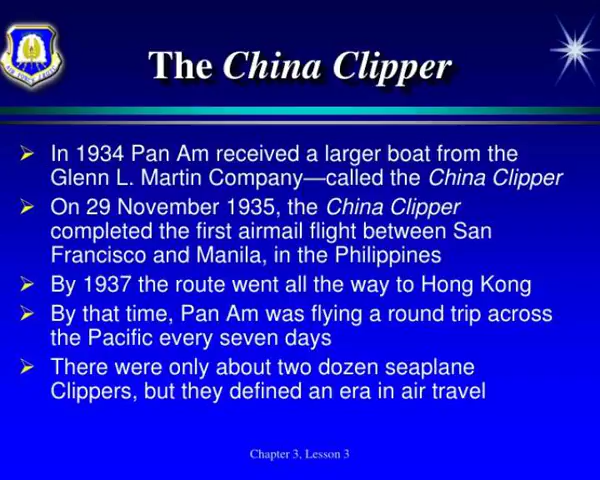 The China Clipper
In 1934 Pan Am received a larger boat from the
Glenn L. Martin Company—called the China Clipper
On 29 November 1935, the China Clipper
completed the first airmail flight between San
Francisco and Manila, in the Philippines
By 1937 the route went all the way to Hong Kong
By that time, Pan Am was flying a round trip across
the Pacific every seven days
There were only about two dozen seaplane
Clippers, but they defined an era in air travel
Chapter 3, Lesson 3